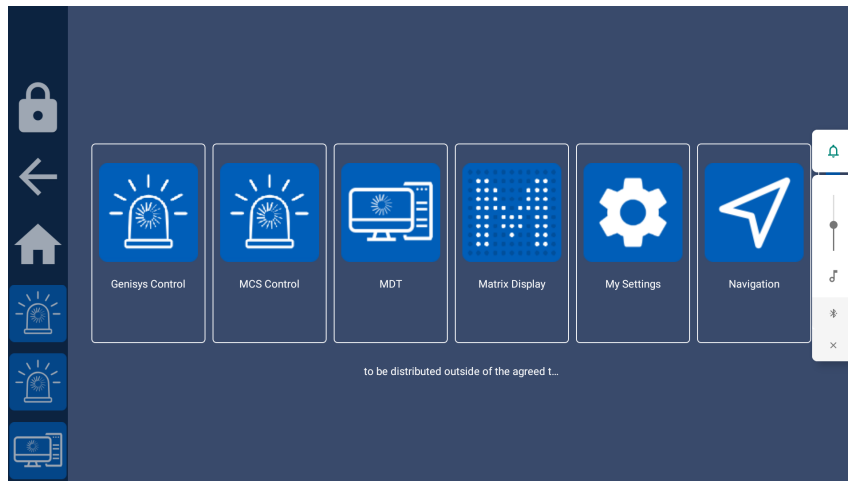 Genisys Control
MCS Control
MDT
Matrix Display
My Settings
Navigation
to be distributed outside of the agreed t...